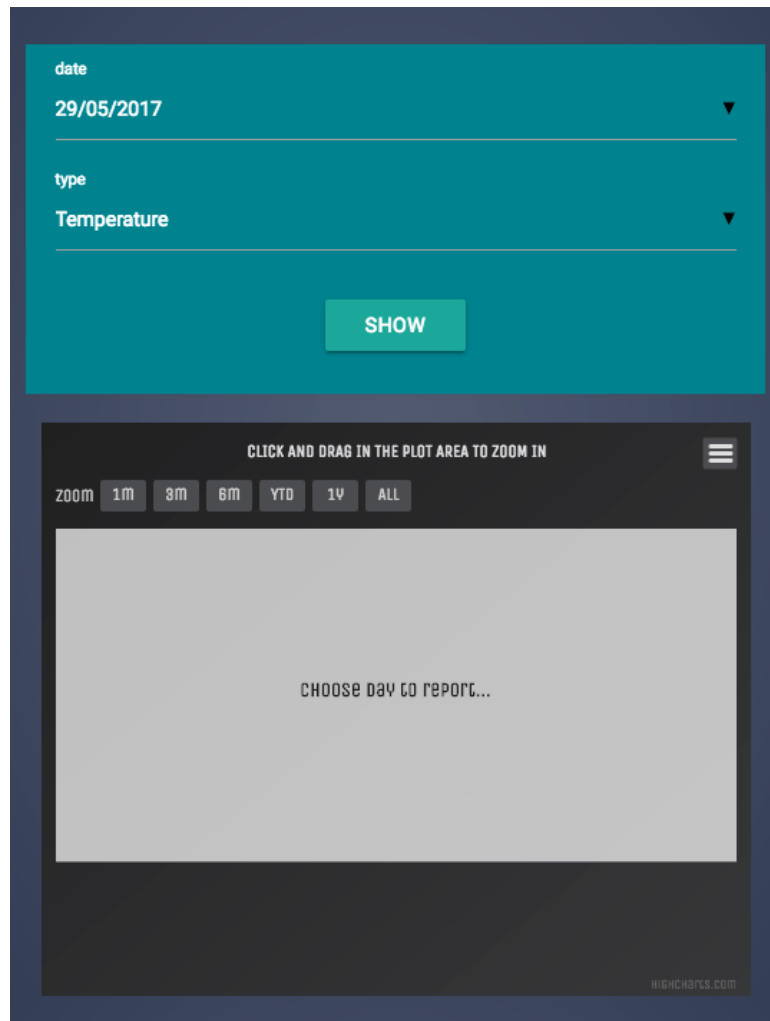 date
29/05/2017
type
Temperature
SHOW
CLICK AND DRAG IN THE PLOT AREA TO ZOOM IN
zoom 1m 3m 6m YTD 1y ALL
Choose day to report...
Highcharts.com